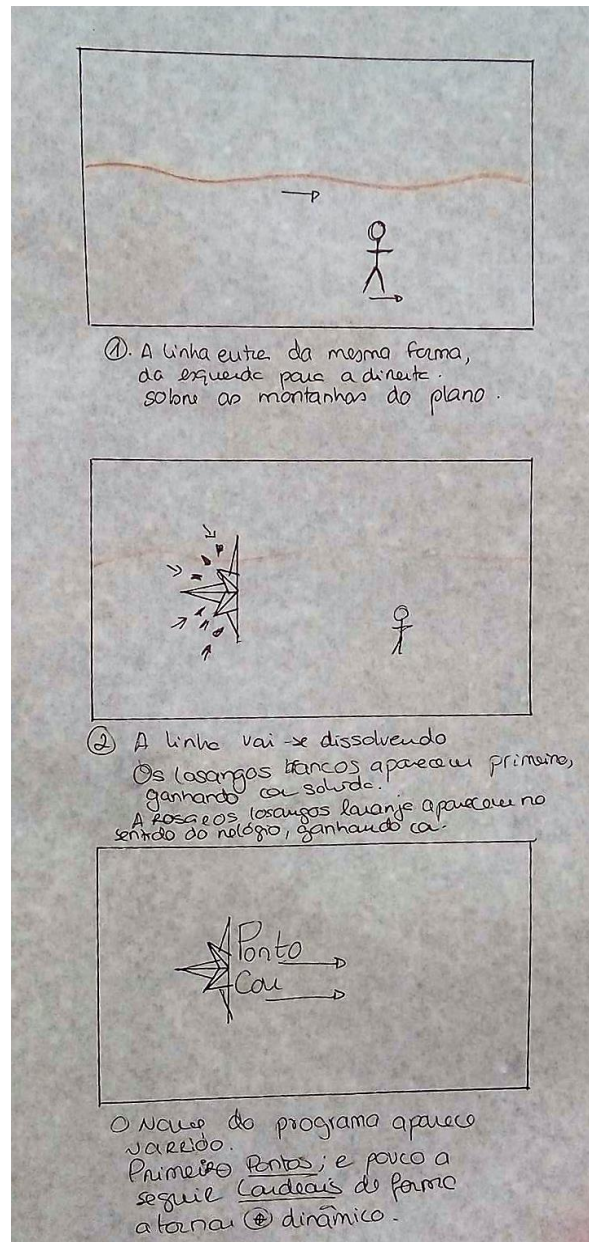 ①. A linha entra da mesma forma,
da esquerda para a direita.
sobre as montanhas do plano.
② A linha vai-se dissolvendo
Os losangos brancos aparecem primeiro,
ganhando cor solida.
A Rosa e os losangos laranja aparecem no
sentido do relógio, ganhando cor.
Ponto
Cou
O Nome do programa aparece
varrido.
Primeiro Pontos; e pouco a
seguir Cardeais de forma
a tornar ⊕ dinâmico.